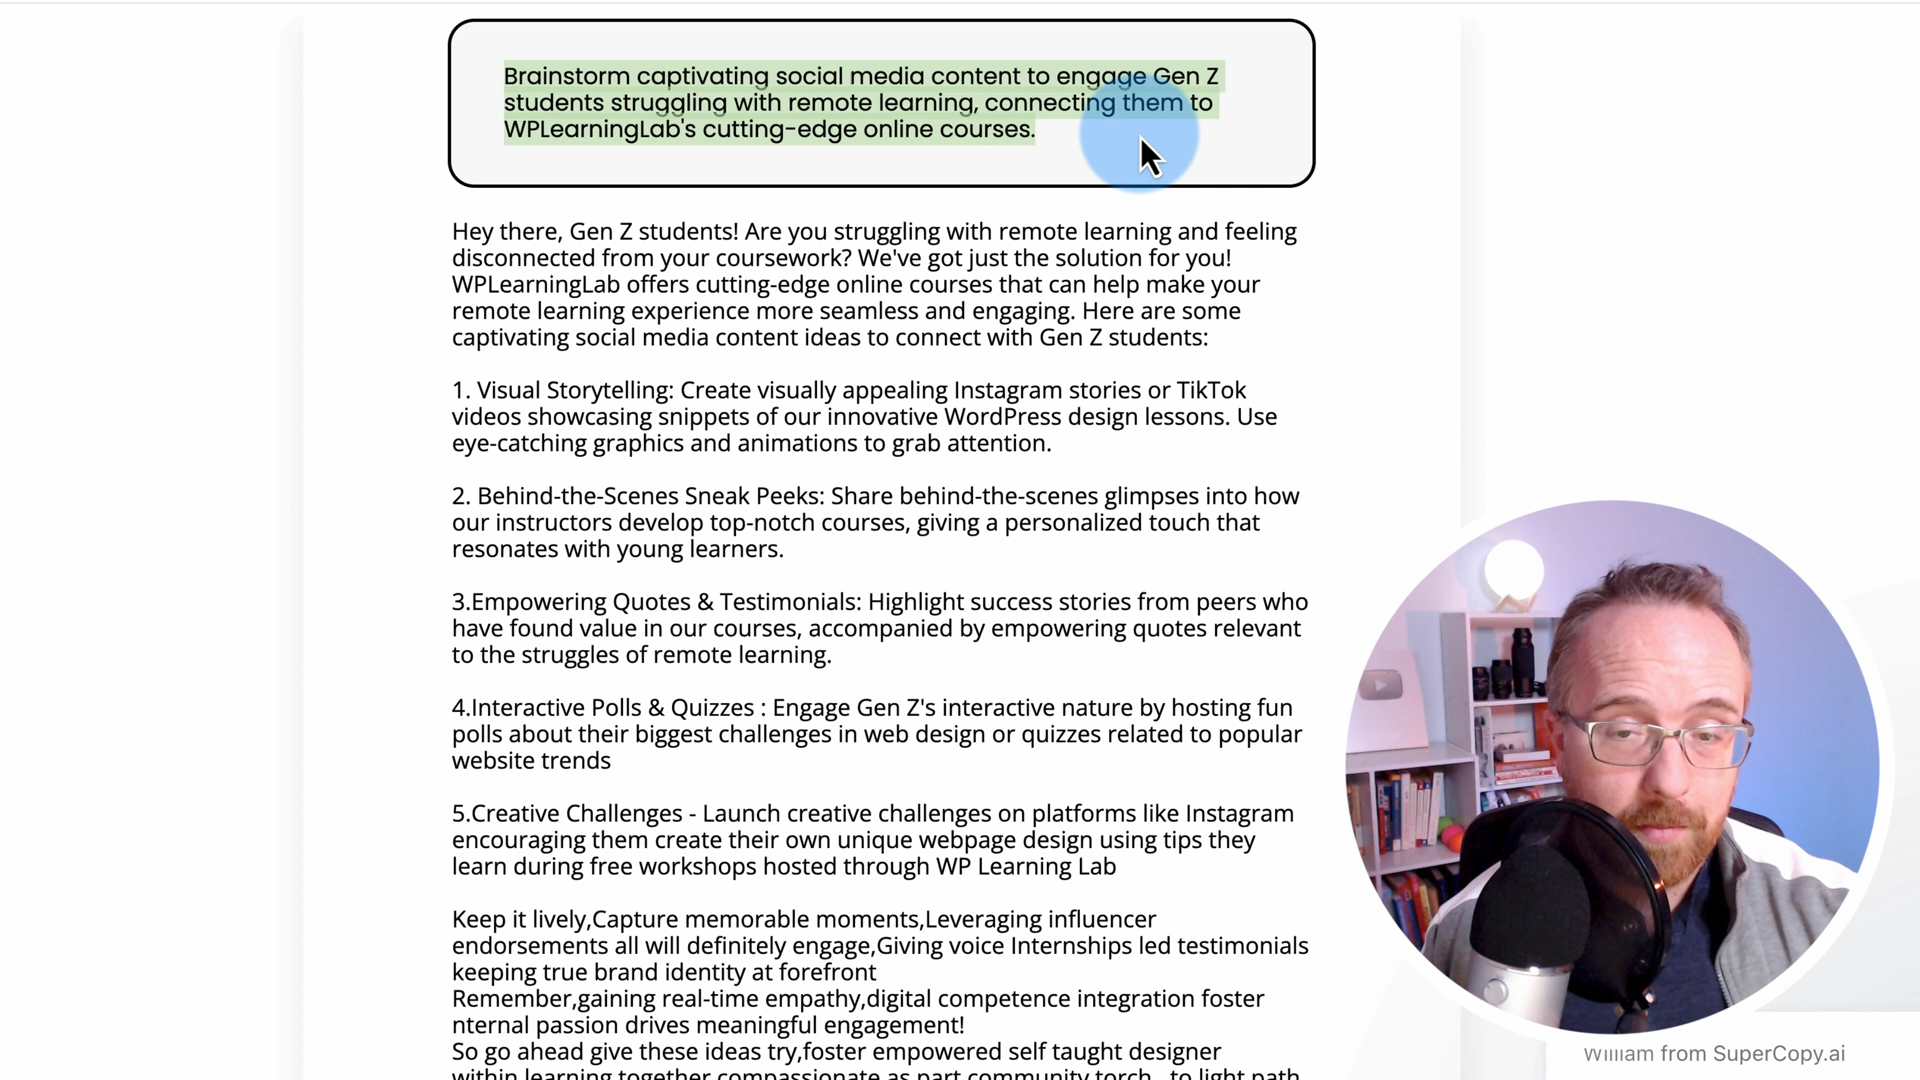 Brainstorm captivating social media content to engage Gen Z
students struggling with remote learning, connecting them to
WPLearningLab's cutting-edge online courses.
Hey there, Gen Z students! Are you struggling with remote learning and feeling
disconnected from your coursework? We've got just the solution for you!
WPLearningLab offers cutting-edge online courses that can help make your
remote learning experience more seamless and engaging. Here are some
captivating social media content ideas to connect with Gen Z students:
1. Visual Storytelling: Create visually appealing Instagram stories or TikTok
videos showcasing snippets of our innovative WordPress design lessons. Use
eye-catching graphics and animations to grab attention.
2. Behind-the-Scenes Sneak Peeks: Share behind-the-scenes glimpses into how
our instructors develop top-notch courses, giving a personalized touch that
resonates with young learners.
3.Empowering Quotes & Testimonials: Highlight success stories from peers who
have found value in our courses, accompanied by empowering quotes relevant
to the struggles of remote learning.
4.Interactive Polls & Quizzes : Engage Gen Z's interactive nature by hosting fun
polls about their biggest challenges in web design or quizzes related to popular
website trends
5.Creative Challenges - Launch creative challenges on platforms like Instagram
encouraging them create their own unique webpage design using tips they
learn during free workshops hosted through WP Learning Lab
Keep it lively,Capture memorable moments,Leveraging influencer
endorsements all will definitely engage,Giving voice Internships led testimonials
keeping true brand identity at forefront
Remember,gaining real-time empathy,digital competence integration foster
nternal passion drives meaningful engagement!
So go ahead give these ideas try,foster empowered self taught designer
within learning together compassionate as part community torch to light path
William from SuperCopy.ai